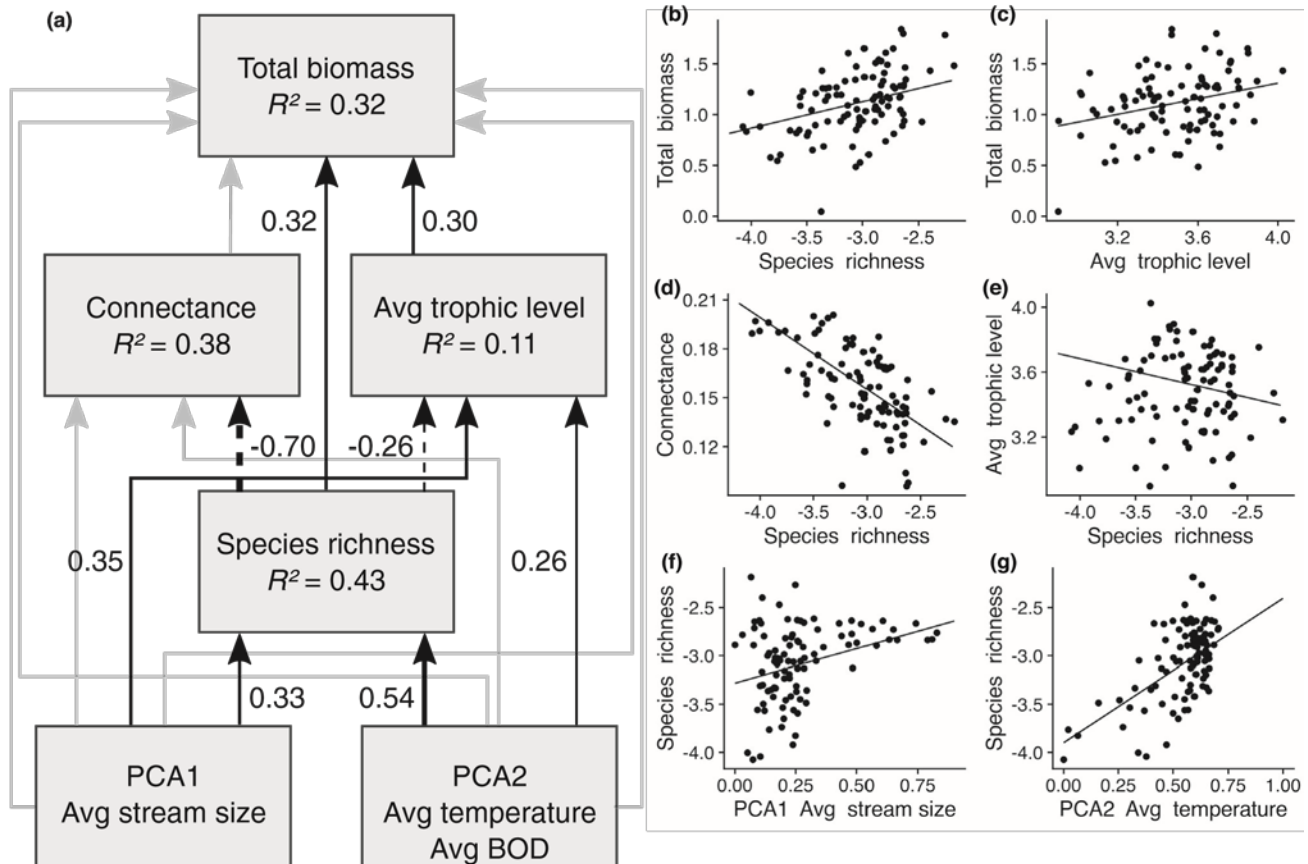 (a)
Total biomass
R² = 0.32
0.32
0.30
Connectance
R² = 0.38
Avg trophic level
R² = 0.11
-0.70
-0.26
Species richness
R² = 0.43
0.35
0.26
0.33
0.54
PCA1
Avg stream size
PCA2
Avg temperature
Avg BOD
(b)
Total biomass
1.5
1.0
0.5
0.0
-4.0 -3.5 -3.0 -2.5
Species richness
(c)
Total biomass
1.5
1.0
0.5
0.0
3.2 3.6 4.0
Avg trophic level
(d)
Connectance
0.21
0.18
0.15
0.12
-4.0 -3.5 -3.0 -2.5
Species richness
(e)
Avg trophic level
4.0
3.6
3.2
-4.0 -3.5 -3.0 -2.5
Species richness
(f)
Species richness
-2.5
-3.0
-3.5
-4.0
0.00 0.25 0.50 0.75
PCA1 Avg stream size
(g)
Species richness
-2.5
-3.0
-3.5
-4.0
0.00 0.25 0.50 0.75 1.00
PCA2 Avg temperature